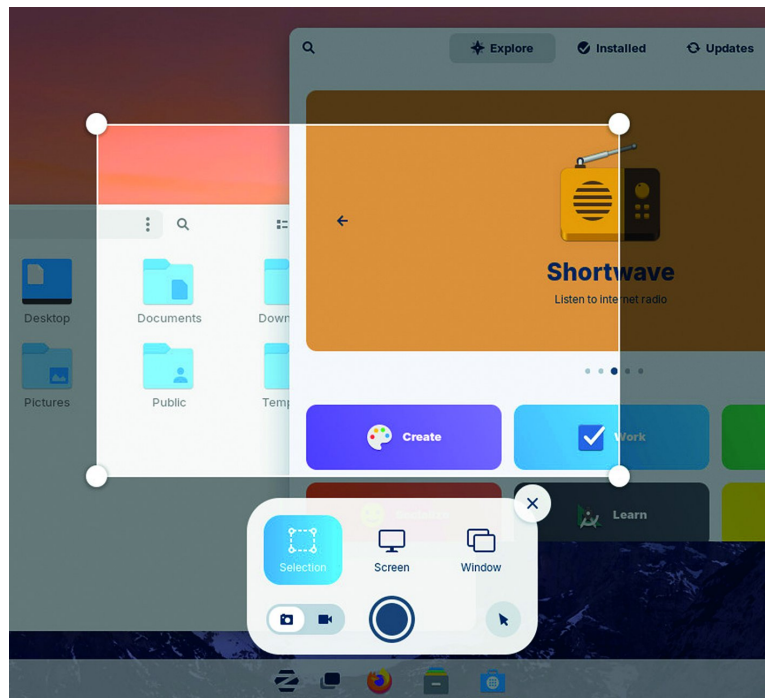 Explore Installed Updates
Shortwave
Listen to internet radio
Desktop Documents Down
Pictures Public Temp
Create Work
Learn
Selection Screen Window